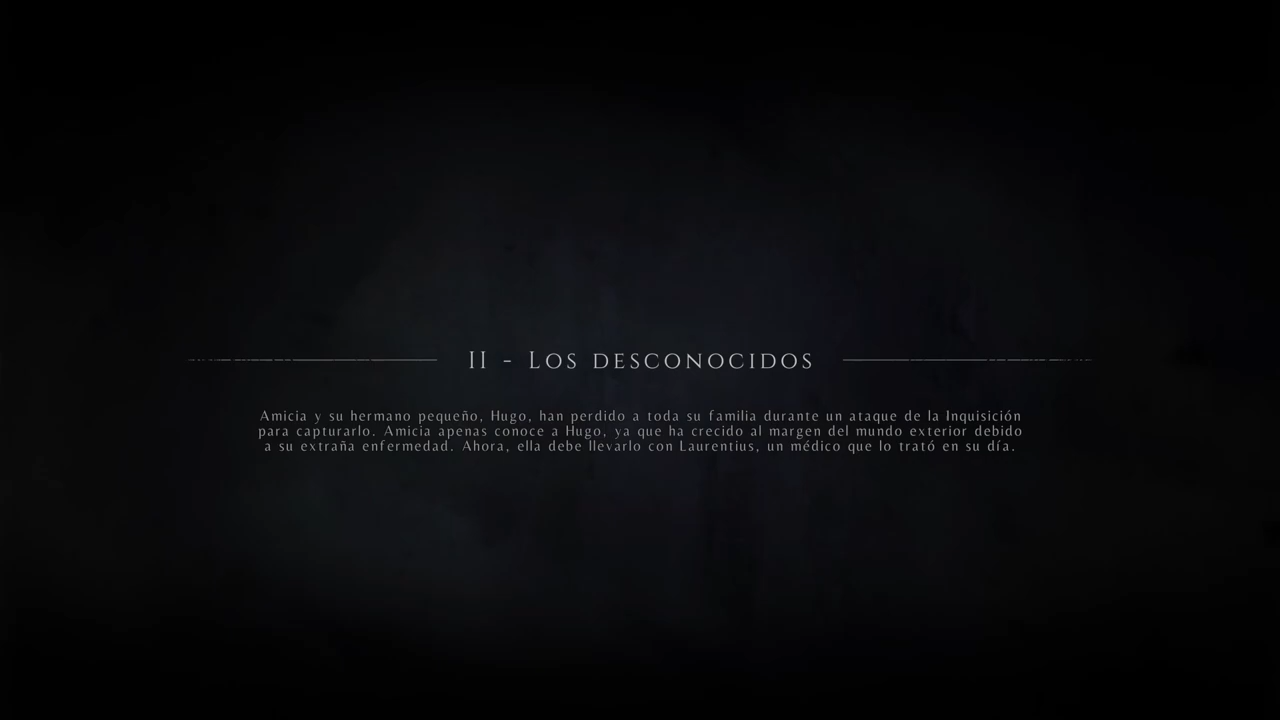 II - Los desconocidos
Amicia y su hermano pequeño, Hugo, han perdido a toda su familia durante un ataque de la Inquisición
para capturarlo. Amicia apenas conoce a Hugo, ya que ha crecido al margen del mundo exterior debido
a su extraña enfermedad. Ahora, ella debe llevarlo con Laurentius, un médico que lo trató en su día.